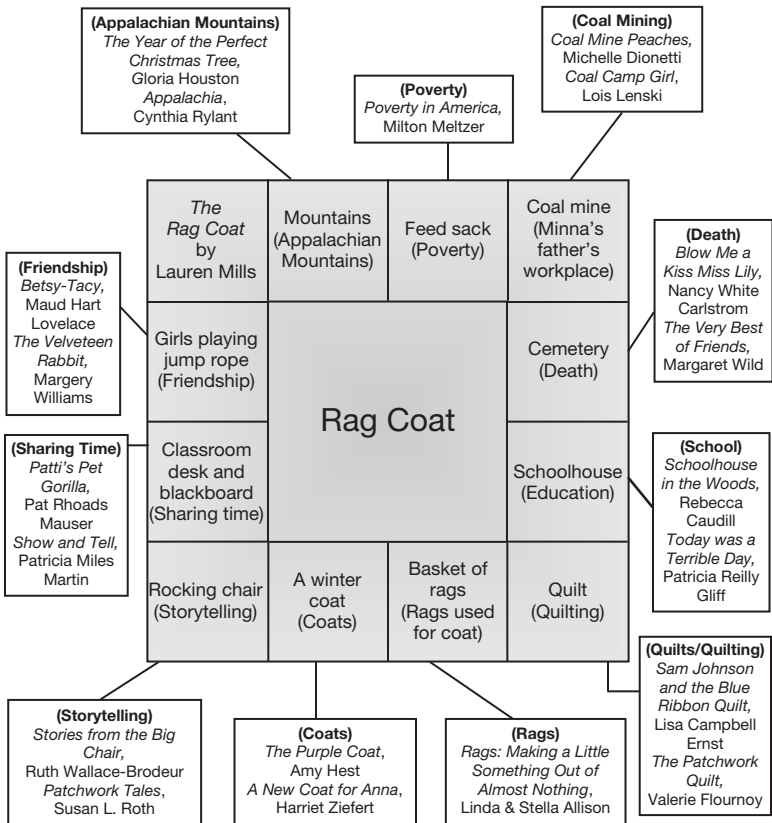 (Appalachian Mountains)
The Year of the Perfect
Christmas Tree,
Gloria Houston
Appalachia,
Cynthia Rylant
(Poverty)
Poverty in America,
Milton Meltzer
(Coal Mining)
Coal Mine Peaches,
Michelle Dionetti
Coal Camp Girl,
Lois Lenski
The
Rag Coat
by
Lauren Mills
Mountains
(Appalachian
Mountains)
Feed sack
(Poverty)
Coal mine
(Minna's
father's
workplace)
(Friendship)
Betsy-Tacy,
Maud Hart
Lovelace
The Velveteen
Rabbit,
Margery
Williams
Girls playing
jump rope
(Friendship)
Rag Coat
Cemetery
(Death)
(Death)
Blow Me a
Kiss Miss Lily,
Nancy White
Carlstrom
The Very Best
of Friends,
Margaret Wild
(Sharing Time)
Patti's Pet
Gorilla,
Pat Rhoads
Mauser
Show and Tell,
Patricia Miles
Martin
Classroom
desk and
blackboard
(Sharing time)
Schoolhouse
(Education)
(School)
Schoolhouse
in the Woods,
Rebecca
Caudill
Today was a
Terrible Day,
Patricia Reilly
Gliff
Rocking chair
(Storytelling)
A winter
coat
(Coats)
Basket of
rags
(Rags used
for coat)
Quilt
(Quilting)
(Storytelling)
Stories from the Big
Chair,
Ruth Wallace-Brodeur
Patchwork Tales,
Susan L. Roth
(Coats)
The Purple Coat,
Amy Hest
A New Coat for Anna,
Harriet Ziefert
(Rags)
Rags: Making a Little
Something Out of
Almost Nothing,
Linda & Stella Allison
(Quilts/Quilting)
Sam Johnson
and the Blue
Ribbon Quilt,
Lisa Campbell
Ernst
The Patchwork
Quilt,
Valerie Flournoy